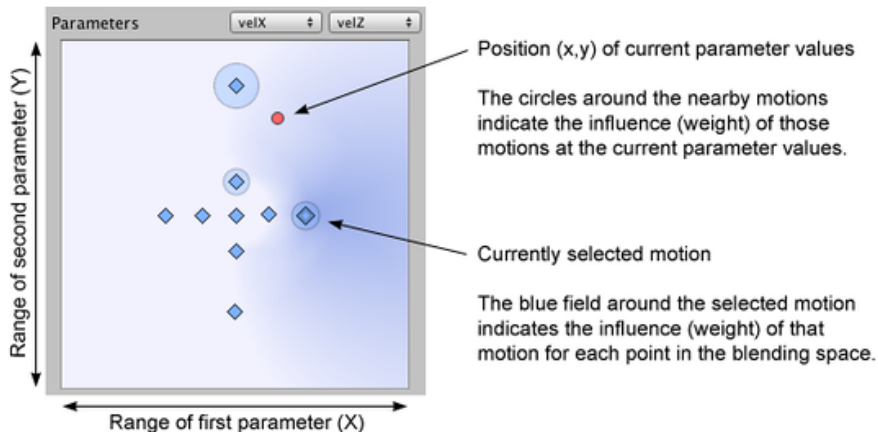 Parameters
velX
velZ
Position (x,y) of current parameter values
The circles around the nearby motions
indicate the influence (weight) of those
motions at the current parameter values.
Range of second parameter (Y)
Currently selected motion
The blue field around the selected motion
indicates the influence (weight) of that
motion for each point in the blending space.
Range of first parameter (X)